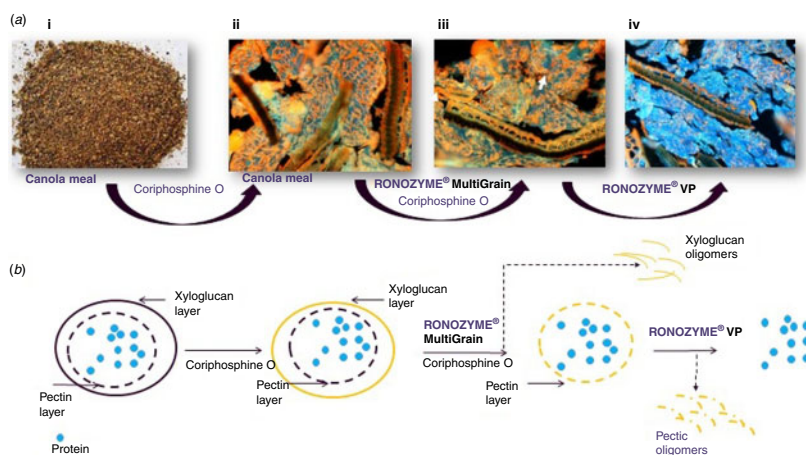 (a)
i
ii
iii
iv
Canola meal
Coriphosphine O
Canola meal
RONOZYME® MultiGrain
Coriphosphine O
RONOZYME® VP
(b)
Xyloglucan
oligomers
Xyloglucan
layer
Xyloglucan
layer
RONOZYME®
MultiGrain
RONOZYME® VP
Coriphosphine O
Coriphosphine O
Pectin
layer
Pectin
layer
Pectin
layer
Protein
Pectic
oligomers